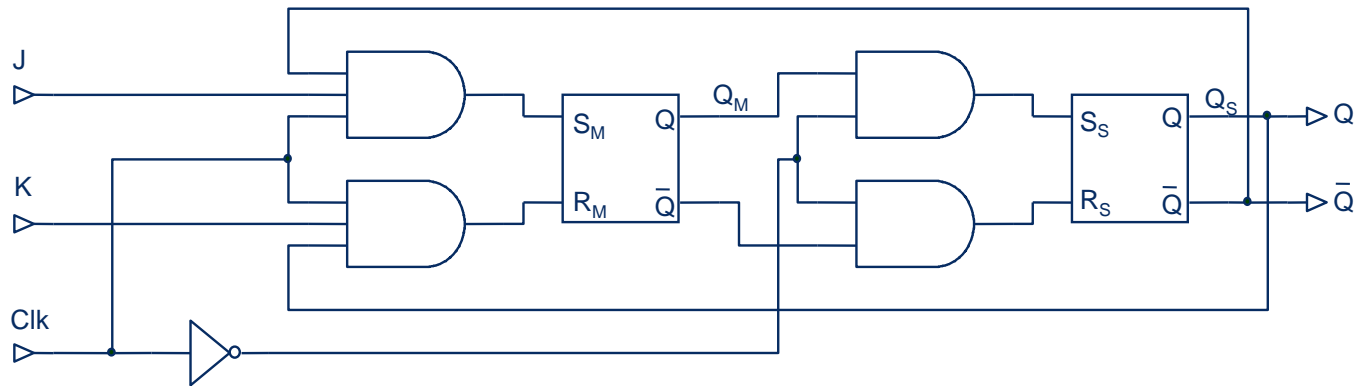 J
K
Clk
S_M Q
R_M Q̅
Q_M
S_S Q
R_S Q̅
Q_S
Q
Q̅